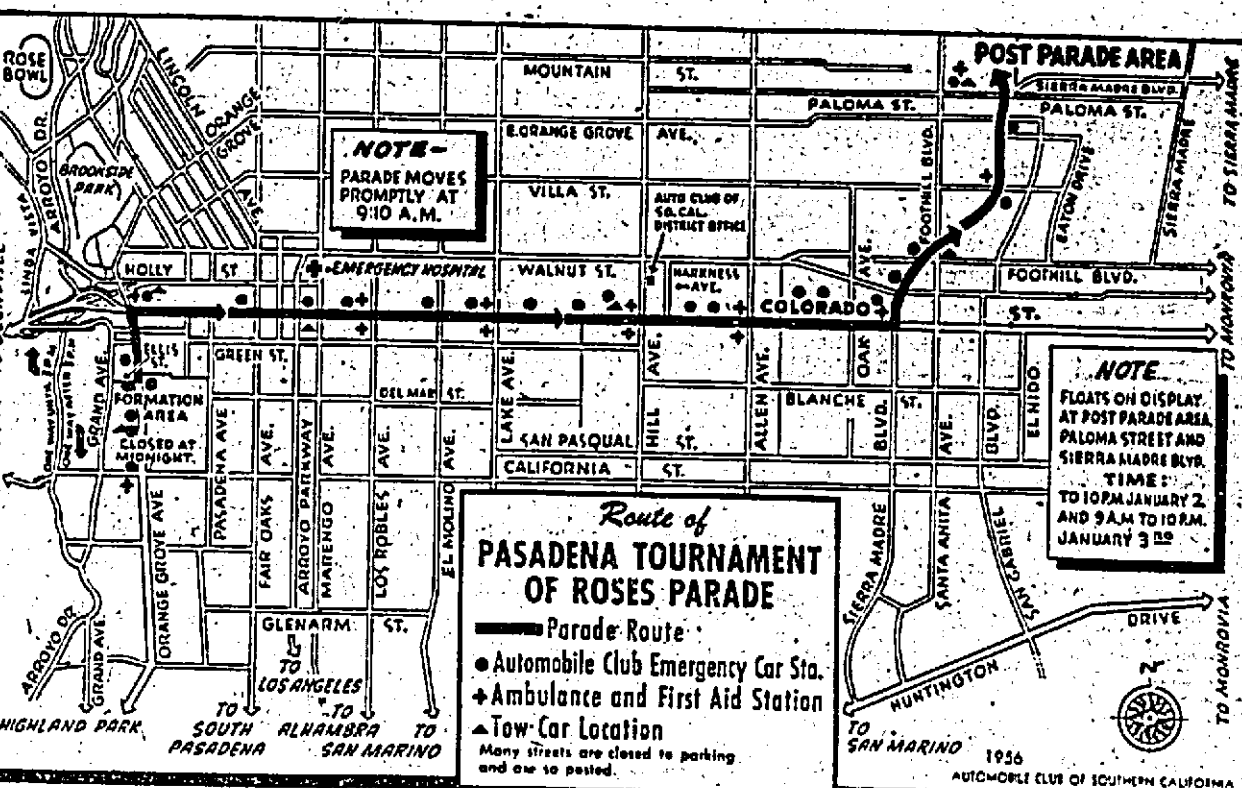 ROSE
BOWL
LINCOLN
ORANGE
GROVE
AVE.
ARROYO DR.
BROOKSIDE
PARK
LINDA VISTA
NOTE-
PARADE MOVES
PROMPTLY AT
9:10 A.M.
MOUNTAIN ST.
E. ORANGE GROVE AVE.
VILLA ST.
AUTO CLUB OF
SO. CAL.
DISTRICT OFFICE
POST PARADE AREA
SIERRA MADRE BLVD.
PALOMA ST.
PALOMA ST.
FOOTHILL BLVD.
EATON DRIVE
SIERRA MADRE
TO SIERRA MADRE
HOLLY ST.
EMERGENCY HOSPITAL
WALNUT ST.
HARKNESS
AVE.
AVE.
FOOTHILL BLVD.
COLORADO ST.
TO MONROVIA
ELLIS
ST.
GREEN ST.
ONE WAY UNTIL
ONE WAY AFTER
GRAND AVE.
FORMATION
AREA
CLOSED AT
MIDNIGHT.
DEL MAR ST.
LAKE AVE.
SAN PASQUAL ST.
CALIFORNIA ST.
HILL AVE.
ALLEN AVE.
OAK
BLANCHE ST.
BLVD.
AVE.
BLVD.
EL NIDO
NOTE
FLOATS ON DISPLAY
AT POST PARADE AREA
PALOMA STREET AND
SIERRA MADRE BLVD.
TIME:
TO 10 P.M. JANUARY 2
AND 9 A.M. TO 10 P.M.
JANUARY 3RD
PASADENA AVE
FAIR OAKS AVE.
ARROYO PARKWAY
MARENGO AVE.
LOS ROBLES AVE.
EL MOLINO AVE.
ORANGE GROVE AVE
ARROYO DR.
GRAND AVE.
GLENARM ST.
SIERRA MADRE
SANTA ANITA
SAN GABRIEL
HUNTINGTON DRIVE
TO MONROVIA
HIGHLAND PARK
TO
SOUTH
PASADENA
TO
LOS ANGELES
TO
ALHAMBRA
TO
SAN MARINO
Route of
PASADENA TOURNAMENT
OF ROSES PARADE
Parade Route
Automobile Club Emergency Car Sta.
Ambulance and First Aid Station
Tow-Car Location
Many streets are closed to parking
and are so posted.
TO
SAN MARINO
N
1956
AUTOMOBILE CLUB OF SOUTHERN CALIFORNIA